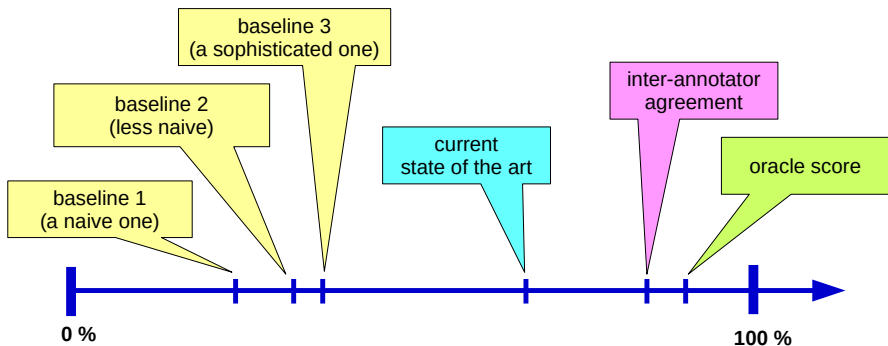 baseline 1
(a naive one)
baseline 2
(less naive)
baseline 3
(a sophisticated one)
current
state of the art
inter-annotator
agreement
oracle score
0 %
100 %